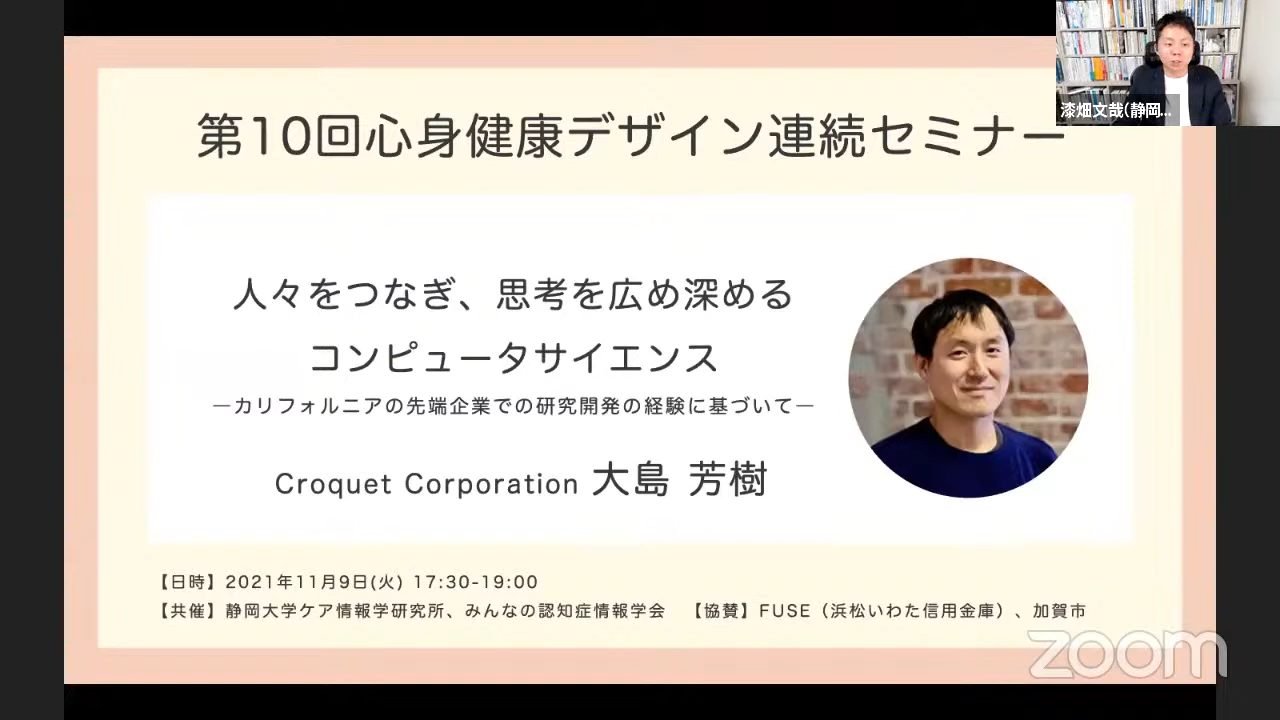 第10回心身健康デザイン連続セミナー
漆畑文哉(静岡...
人々をつなぎ、思考を広め深める
コンピュータサイエンス
―カリフォルニアの先端企業での研究開発の経験に基づいて―
Croquet Corporation 大島 芳樹
【日時】2021年11月9日(火) 17:30-19:00
【共催】静岡大学ケア情報学研究所、みんなの認知症情報学会 【協賛】FUSE（浜松いわた信用金庫）、加賀市
zoom